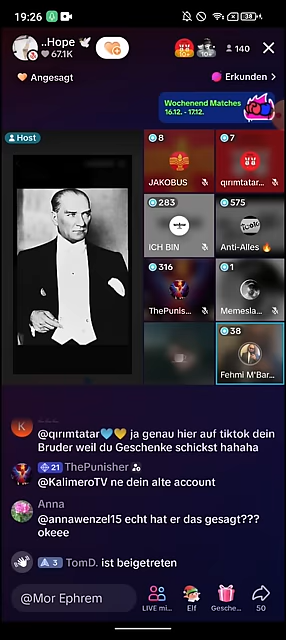 19:26
38
..Hope 🕊
67.1K
10+
10+
140
Angesagt
Erkunden >
Wochenend Matches
16.12. - 17.12.
Host
8
JAKOBUS
7
qırımtatar...
283
ICH BIN
575
Anti-Alles 🔥
316
ThePunis...
1
Memesla...
38
Fehmi M'Bar...
K
@qırımtatar🩵💛 ja genau hier auf tiktok dein
Bruder weil du Geschenke schickst hahaha
21 ThePunisher
@KalimeroTV ne dein alte account
Anna
@annawenzel15 echt hat er das gesagt???
okeee
3 TomD. ist beigetreten
@Mor Ephrem
LIVE mi...
Elf
Gesche...
50